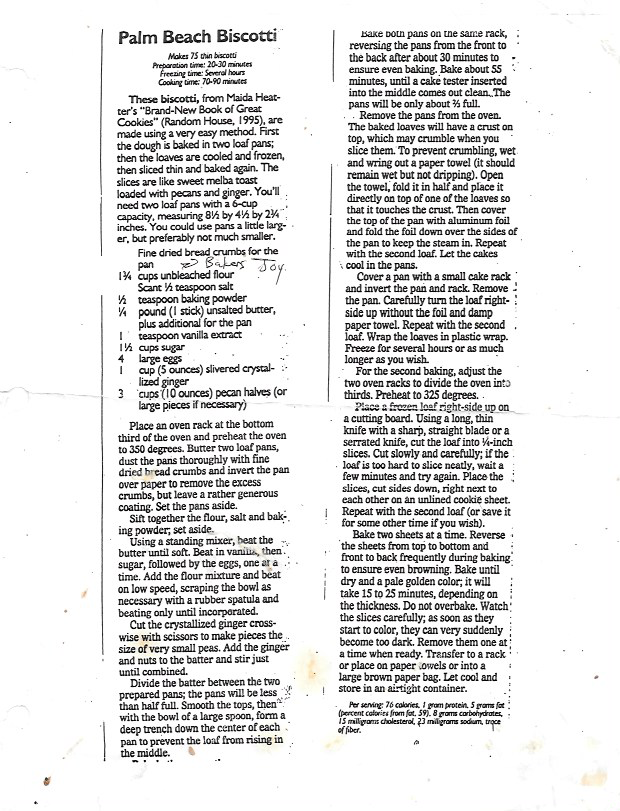 Palm Beach Biscotti
Makes 75 thin biscotti
Preparation time: 20-30 minutes
Freezing time: Several hours
Cooking time: 70-90 minutes
These biscotti, from Maida Heat-
ter's "Brand-New Book of Great
Cookies" (Random House, 1995), are
made using a very easy method. First
the dough is baked in two loaf pans;
then the loaves are cooled and frozen,
then sliced thin and baked again. The
slices are like sweet melba toast
loaded with pecans and ginger. You'll
need two loaf pans with a 6-cup
capacity, measuring 8½ by 4½ by 2¾
inches. You could use pans a little larg-
er, but preferably not much smaller.
Fine dried bread crumbs for the
pan
Bakers Joy
1¾ cups unbleached flour
Scant ½ teaspoon salt
½ teaspoon baking powder
¼ pound (1 stick) unsalted butter,
plus additional for the pan
1 teaspoon vanilla extract
1½ cups sugar
4 large eggs
1 cup (5 ounces) slivered crystal-
lized ginger
3 cups (10 ounces) pecan halves (or
large pieces if necessary)
Place an oven rack at the bottom
third of the oven and preheat the oven
to 350 degrees. Butter two loaf pans,
dust the pans thoroughly with fine
dried bread crumbs and invert the pan
over paper to remove the excess
crumbs, but leave a rather generous
coating. Set the pans aside.
Sift together the flour, salt and bak-
ing powder; set aside.
Using a standing mixer, beat the
butter until soft. Beat in vanilla, then
sugar, followed by the eggs, one at a
time. Add the flour mixture and beat
on low speed, scraping the bowl as
necessary with a rubber spatula and
beating only until incorporated.
Cut the crystallized ginger cross-
wise with scissors to make pieces the
size of very small peas. Add the ginger
and nuts to the batter and stir just
until combined.
Divide the batter between the two
prepared pans; the pans will be less
than half full. Smooth the tops, then
with the bowl of a large spoon, form a
deep trench down the center of each
pan to prevent the loaf from rising in
the middle.
Bake both pans on the same rack,
reversing the pans from the front to
the back after about 30 minutes to
ensure even baking. Bake about 55
minutes, until a cake tester inserted
into the middle comes out clean. The
pans will be only about ⅔ full.
Remove the pans from the oven.
The baked loaves will have a crust on
top, which may crumble when you
slice them. To prevent crumbling, wet
and wring out a paper towel (it should
remain wet but not dripping). Open
the towel, fold it in half and place it
directly on top of one of the loaves so
that it touches the crust. Then cover
the top of the pan with aluminum foil
and fold the foil down over the sides of
the pan to keep the steam in. Repeat
with the second loaf. Let the cakes
cool in the pans.
Cover a pan with a small cake rack
and invert the pan and rack. Remove
the pan. Carefully turn the loaf right-
side up without the foil and damp
paper towel. Repeat with the second
loaf. Wrap the loaves in plastic wrap.
Freeze for several hours or as much
longer as you wish.
For the second baking, adjust the
two oven racks to divide the oven into
thirds. Preheat to 325 degrees.
Place a frozen loaf right-side up on
a cutting board. Using a long, thin
knife with a sharp, straight blade or a
serrated knife, cut the loaf into ¼-inch
slices. Cut slowly and carefully; if the
loaf is too hard to slice neatly, wait a
few minutes and try again. Place the
slices, cut sides down, right next to
each other on an unlined cookie sheet.
Repeat with the second loaf (or save it
for some other time if you wish).
Bake two sheets at a time. Reverse
the sheets from top to bottom and
front to back frequently during baking
to ensure even browning. Bake until
dry and a pale golden color; it will
take 15 to 25 minutes, depending on
the thickness. Do not overbake. Watch
the slices carefully; as soon as they
start to color, they can very suddenly
become too dark. Remove them one at
a time when ready. Transfer to a rack
or place on paper towels or into a
large brown paper bag. Let cool and
store in an airtight container.
Per serving: 76 calories, 1 gram protein, 5 grams fat
(percent calories from fat, 59), 8 grams carbohydrates,
15 milligrams cholesterol, 23 milligrams sodium, trace
of fiber.